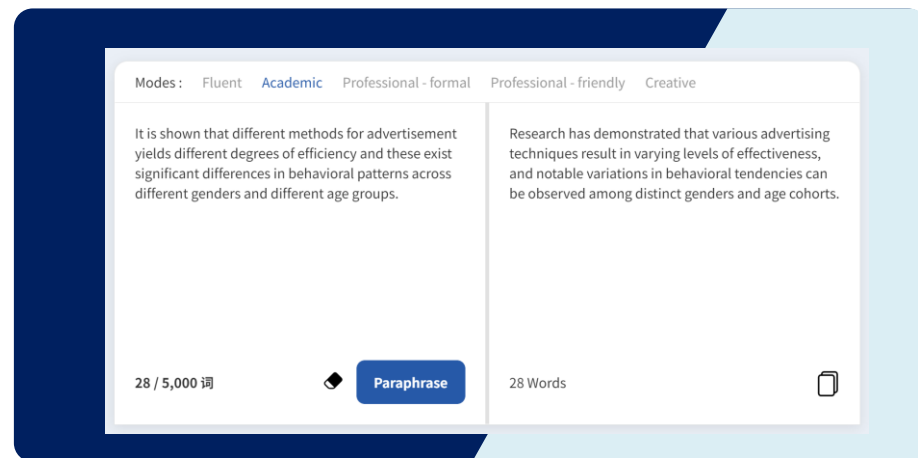 Modes : Fluent Academic Professional - formal Professional - friendly Creative
It is shown that different methods for advertisement
yields different degrees of efficiency and these exist
significant differences in behavioral patterns across
different genders and different age groups.
28 / 5,000 词
Paraphrase
Research has demonstrated that various advertising
techniques result in varying levels of effectiveness,
and notable variations in behavioral tendencies can
be observed among distinct genders and age cohorts.
28 Words